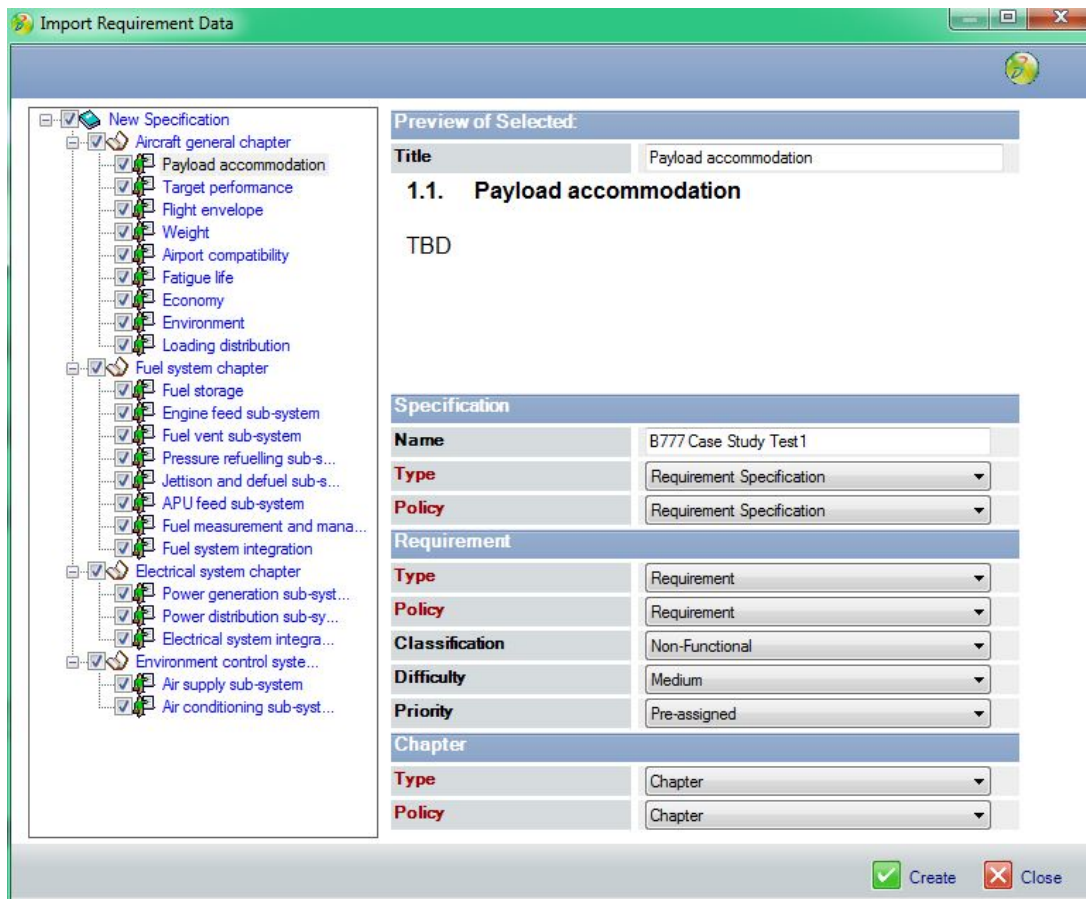 Import Requirement Data
New Specification
Aircraft general chapter
Payload accommodation
Target performance
Flight envelope
Weight
Airport compatibility
Fatigue life
Economy
Environment
Loading distribution
Fuel system chapter
Fuel storage
Engine feed sub-system
Fuel vent sub-system
Pressure refuelling sub-s...
Jettison and defuel sub-s...
APU feed sub-system
Fuel measurement and mana...
Fuel system integration
Electrical system chapter
Power generation sub-syst...
Power distribution sub-sy...
Electrical system integra...
Environment control syste...
Air supply sub-system
Air conditioning sub-syst...
Preview of Selected:
Title Payload accommodation
1.1. Payload accommodation
TBD
Specification
Name B777 Case Study Test1
Type Requirement Specification
Policy Requirement Specification
Requirement
Type Requirement
Policy Requirement
Classification Non-Functional
Difficulty Medium
Priority Pre-assigned
Chapter
Type Chapter
Policy Chapter
Create Close